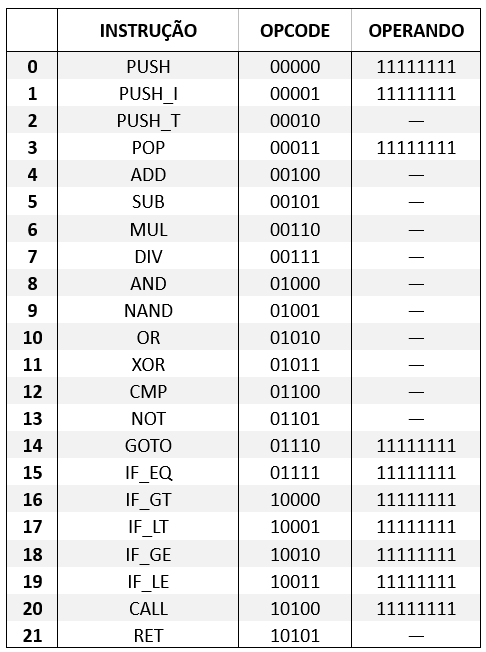 INSTRUÇÃO OPCODE OPERANDO
0 PUSH 00000 11111111
1 PUSH_I 00001 11111111
2 PUSH_T 00010 —
3 POP 00011 11111111
4 ADD 00100 —
5 SUB 00101 —
6 MUL 00110 —
7 DIV 00111 —
8 AND 01000 —
9 NAND 01001 —
10 OR 01010 —
11 XOR 01011 —
12 CMP 01100 —
13 NOT 01101 —
14 GOTO 01110 11111111
15 IF_EQ 01111 11111111
16 IF_GT 10000 11111111
17 IF_LT 10001 11111111
18 IF_GE 10010 11111111
19 IF_LE 10011 11111111
20 CALL 10100 11111111
21 RET 10101 —